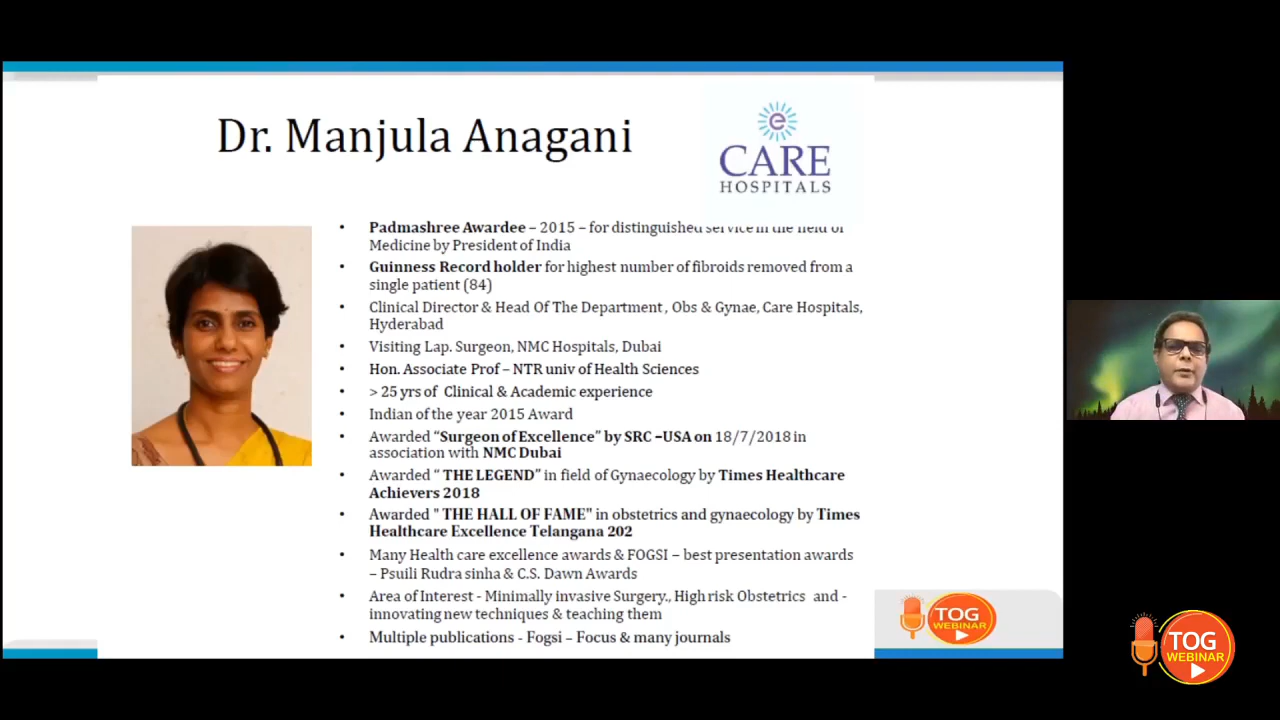 Dr. Manjula Anagani
e
CARE
HOSPITALS
• Padmashree Awardee – 2015 – for distinguished service in the field of
Medicine by President of India
• Guinness Record holder for highest number of fibroids removed from a
single patient (84)
• Clinical Director & Head Of The Department , Obs & Gynae, Care Hospitals,
Hyderabad
• Visiting Lap. Surgeon, NMC Hospitals, Dubai
• Hon. Associate Prof – NTR univ of Health Sciences
• > 25 yrs of Clinical & Academic experience
• Indian of the year 2015 Award
• Awarded “Surgeon of Excellence” by SRC –USA on 18/7/2018 in
association with NMC Dubai
• Awarded “ THE LEGEND” in field of Gynaecology by Times Healthcare
Achievers 2018
• Awarded " THE HALL OF FAME" in obstetrics and gynaecology by Times
Healthcare Excellence Telangana 202
• Many Health care excellence awards & FOGSI – best presentation awards
– Psuili Rudra sinha & C.S. Dawn Awards
• Area of Interest - Minimally invasive Surgery., High risk Obstetrics and -
innovating new techniques & teaching them
• Multiple publications - Fogsi – Focus & many journals
TOG
WEBINAR
TOG
WEBINAR